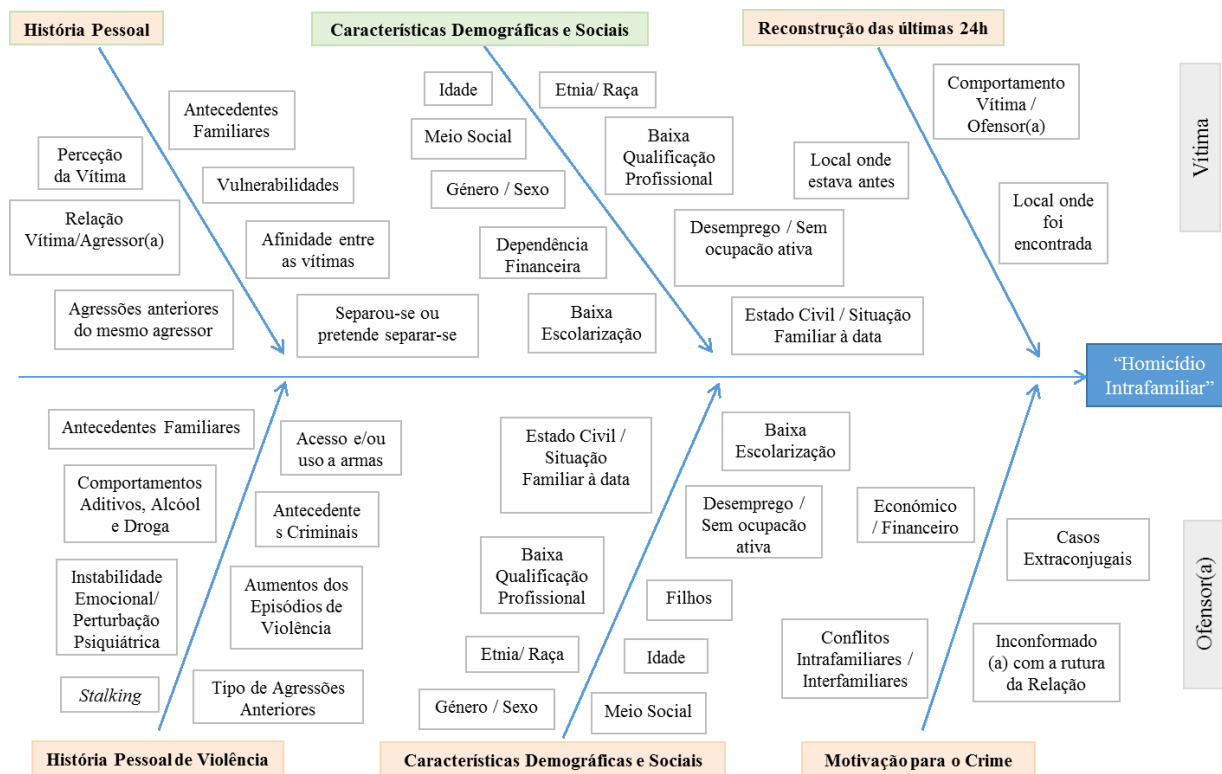 História Pessoal
Características Demográficas e Sociais
Reconstrução das últimas 24h
Antecedentes
Familiares
Perceção
da Vítima
Vulnerabilidades
Relação
Vítima/Agressor(a)
Afinidade entre
as vítimas
Agressões anteriores
do mesmo agressor
Separou-se ou
pretende separar-se
Idade
Etnia/ Raça
Meio Social
Baixa
Qualificação
Profissional
Género / Sexo
Desemprego / Sem
ocupacão ativa
Dependência
Financeira
Baixa
Escolarização
Estado Civil / Situação
Familiar à data
Comportamento
Vítima /
Ofensor(a)
Local onde
estava antes
Local onde
foi
encontrada
Vítima
“Homicídio
Intrafamiliar”
Antecedentes Familiares
Acesso e/ou
uso a armas
Comportamentos
Aditivos, Alcóol
e Droga
Antecedente
s Criminais
Instabilidade
Emocional/
Perturbação
Psiquiátrica
Aumentos dos
Episódios de
Violência
Stalking
Tipo de Agressões
Anteriores
Estado Civil /
Situação
Familiar à data
Baixa
Escolarização
Desemprego /
Sem ocupacão
ativa
Baixa
Qualificação
Profissional
Filhos
Etnia/ Raça
Idade
Género / Sexo
Meio Social
Económico
/ Financeiro
Casos
Extraconjugais
Conflitos
Intrafamiliares /
Interfamiliares
Inconformado
(a) com a rutura
da Relação
Ofensor(a)
História Pessoal de Violência
Características Demográficas e Sociais
Motivação para o Crime